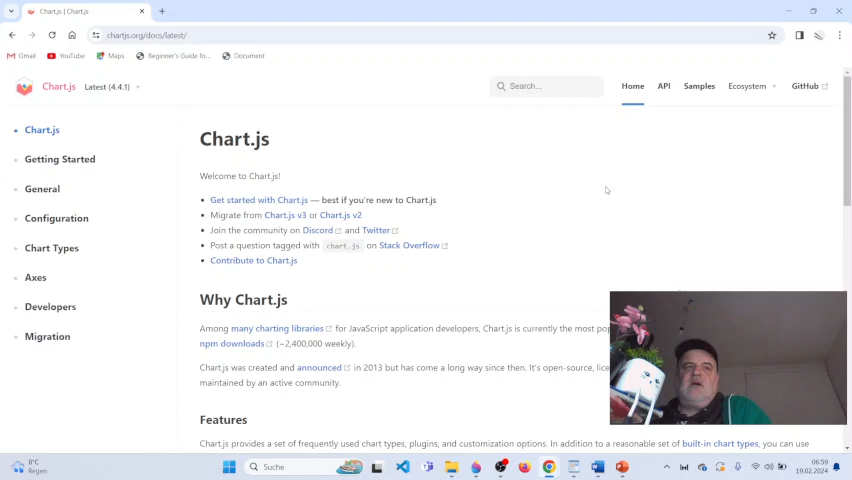 Chart.js | Chart.js
chartjs.org/docs/latest/
Gmail YouTube Maps Beginner's Guide fo... Document
Chart.js Latest (4.4.1) Search... Home API Samples Ecosystem GitHub
Chart.js
Getting Started
General
Configuration
Chart Types
Axes
Developers
Migration
Chart.js
Welcome to Chart.js!
Get started with Chart.js — best if you're new to Chart.js
Migrate from Chart.js v3 or Chart.js v2
Join the community on Discord and Twitter
Post a question tagged with chart.js on Stack Overflow
Contribute to Chart.js
Why Chart.js
Among many charting libraries for JavaScript application developers, Chart.js is currently the most pop
npm downloads (~2,400,000 weekly).
Chart.js was created and announced in 2013 but has come a long way since then. It's open-source, lice
maintained by an active community.
Features
Chart.js provides a set of frequently used chart types, plugins, and customization options. In addition to a reasonable set of built-in chart types, you can use
8°C
Regen
Suche
06:59
19.02.2024